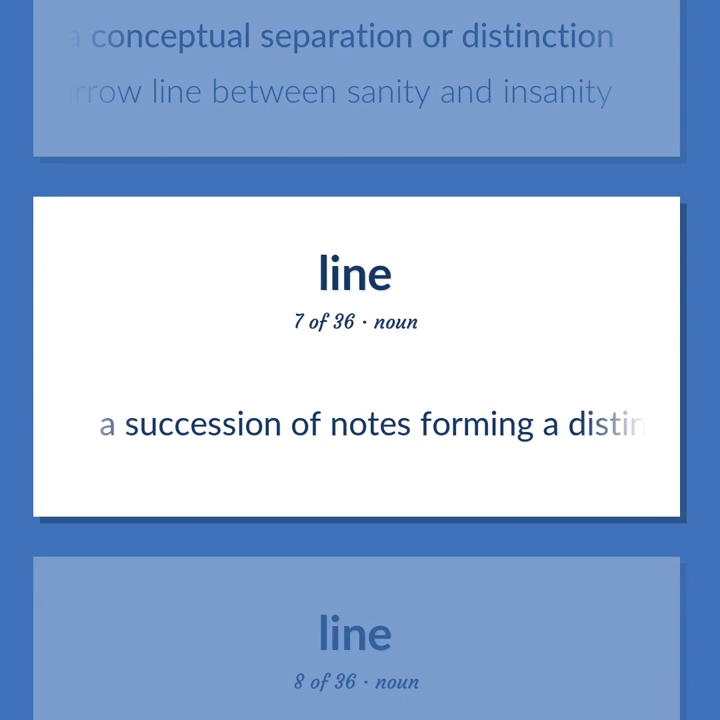 a conceptual separation or distinction
line between sanity and insanity
line
7 of 36 · noun
a succession of notes forming a
line
8 of 36 · noun